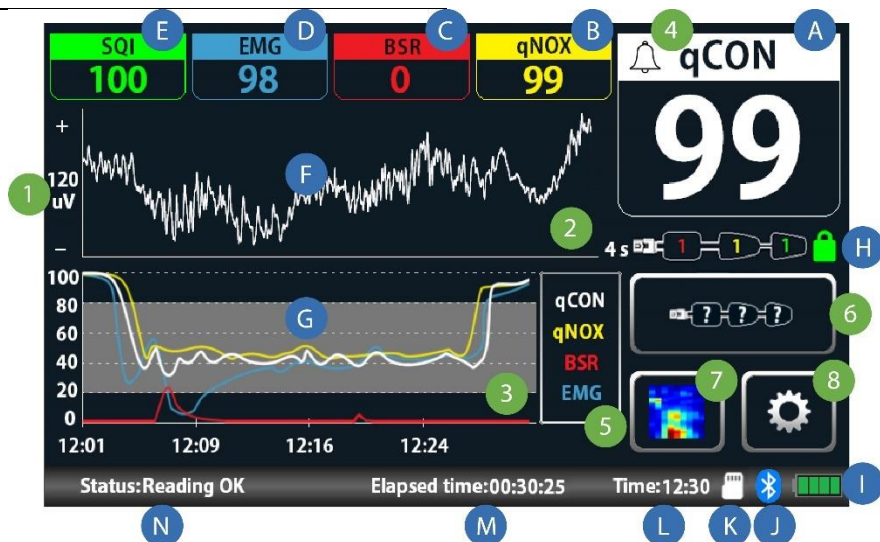 E D C B 4 A
SQI EMG BSR qNOX qCON
100 98 0 99 99
+
1 120 F
uV
2
−
4 s 1 1 1 H
100 qCON
80 G qNOX ? ? ? 6
60 BSR
40 EMG 7 8
20 3
0 5
12:01 12:09 12:16 12:24
Status:Reading OK Elapsed time:00:30:25 Time:12:30 I
N M L K J